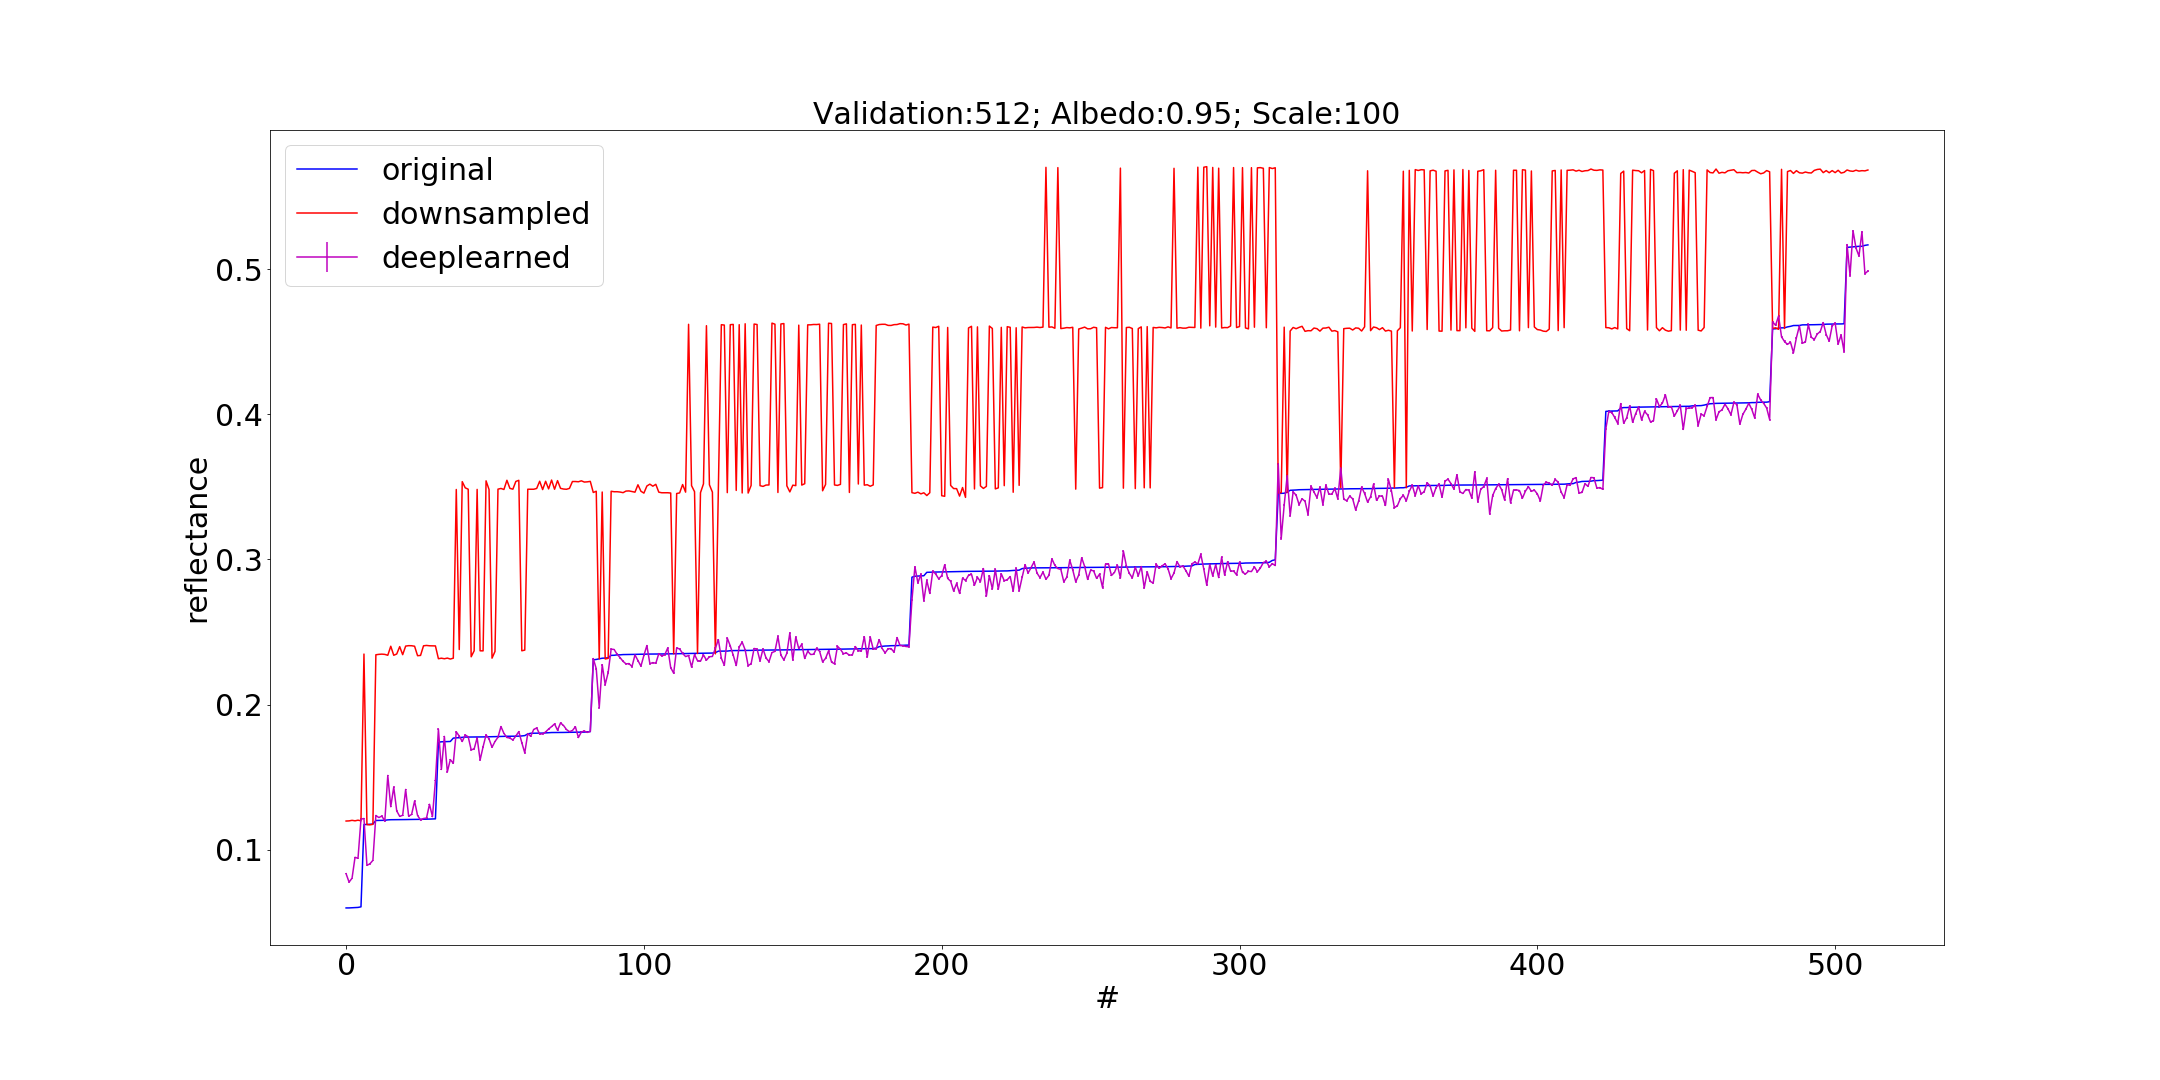 Validation:512; Albedo:0.95; Scale:100
original
downsampled
deeplearned
reflectance
0.5
0.4
0.3
0.2
0.1
0 100 200 300 400 500
#